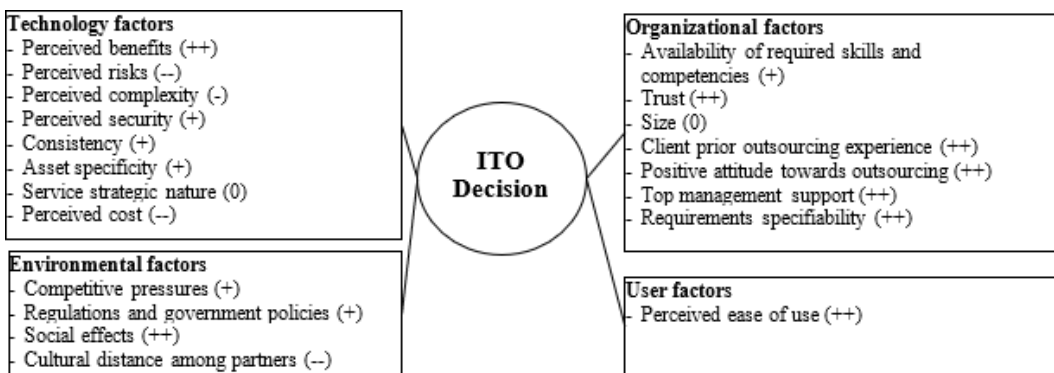 Technology factors
- Perceived benefits (++)
- Perceived risks (--)
- Perceived complexity (-)
- Perceived security (+)
- Consistency (+)
- Asset specificity (+)
- Service strategic nature (0)
- Perceived cost (--)
Environmental factors
- Competitive pressures (+)
- Regulations and government policies (+)
- Social effects (++)
- Cultural distance among partners (--)
ITO
Decision
Organizational factors
- Availability of required skills and
competencies (+)
- Trust (++)
- Size (0)
- Client prior outsourcing experience (++)
- Positive attitude towards outsourcing (++)
- Top management support (++)
- Requirements specifiability (++)
User factors
- Perceived ease of use (++)